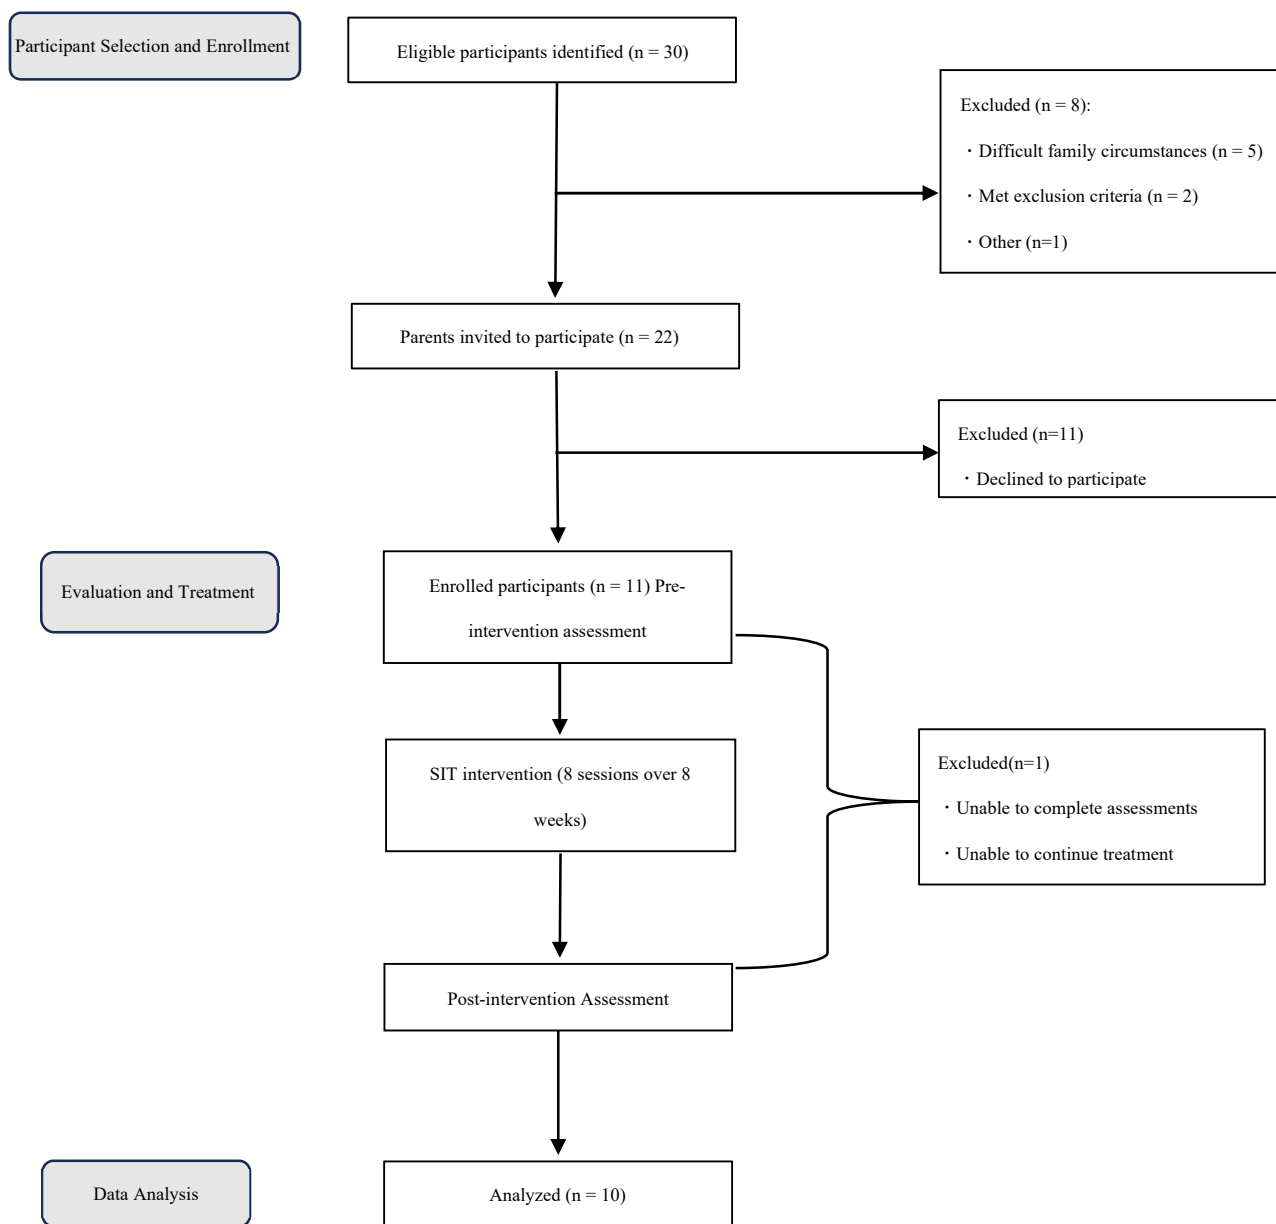 Participant Selection and Enrollment
Eligible participants identified (n = 30)
Excluded (n = 8):
・Difficult family circumstances (n = 5)
・Met exclusion criteria (n = 2)
・Other (n=1)
Parents invited to participate (n = 22)
Excluded (n=11)
・Declined to participate
Evaluation and Treatment
Enrolled participants (n = 11) Pre-
intervention assessment
SIT intervention (8 sessions over 8
weeks)
Excluded(n=1)
・Unable to complete assessments
・Unable to continue treatment
Post-intervention Assessment
Data Analysis
Analyzed (n = 10)